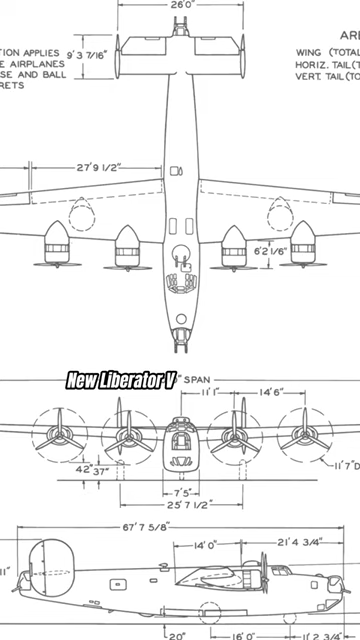 26'0"
ARE
TION APPLIES
9' 3 7/16"
WING (TOTAL
E AIRPLANES
HORIZ. TAIL (T
SE AND BALL
VERT. TAIL (TO
RETS
27'9 1/2"
6'2 1/6"
New Liberator V
" SPAN
11'1"
14'6"
42"
37"
11'7"D
7'5"
25'7 1/2"
67'7 5/8"
14'0"
21'4 3/4"
11"
20"
16'0"
11'2 3/4"